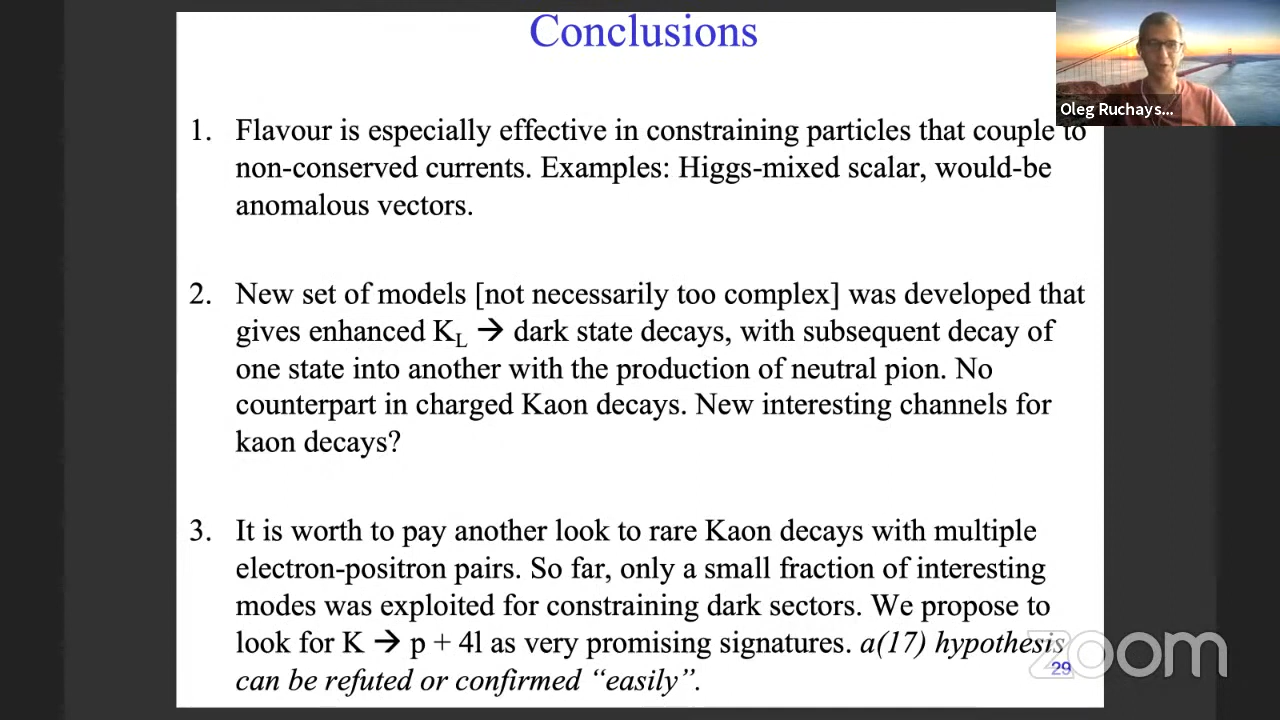 Conclusions
Oleg Ruchays...
1. Flavour is especially effective in constraining particles that couple to
non-conserved currents. Examples: Higgs-mixed scalar, would-be
anomalous vectors.
2. New set of models [not necessarily too complex] was developed that
gives enhanced K_L → dark state decays, with subsequent decay of
one state into another with the production of neutral pion. No
counterpart in charged Kaon decays. New interesting channels for
kaon decays?
3. It is worth to pay another look to rare Kaon decays with multiple
electron-positron pairs. So far, only a small fraction of interesting
modes was exploited for constraining dark sectors. We propose to
look for K → p + 4l as very promising signatures. a(17) hypothesis
can be refuted or confirmed “easily”.
29
zoom